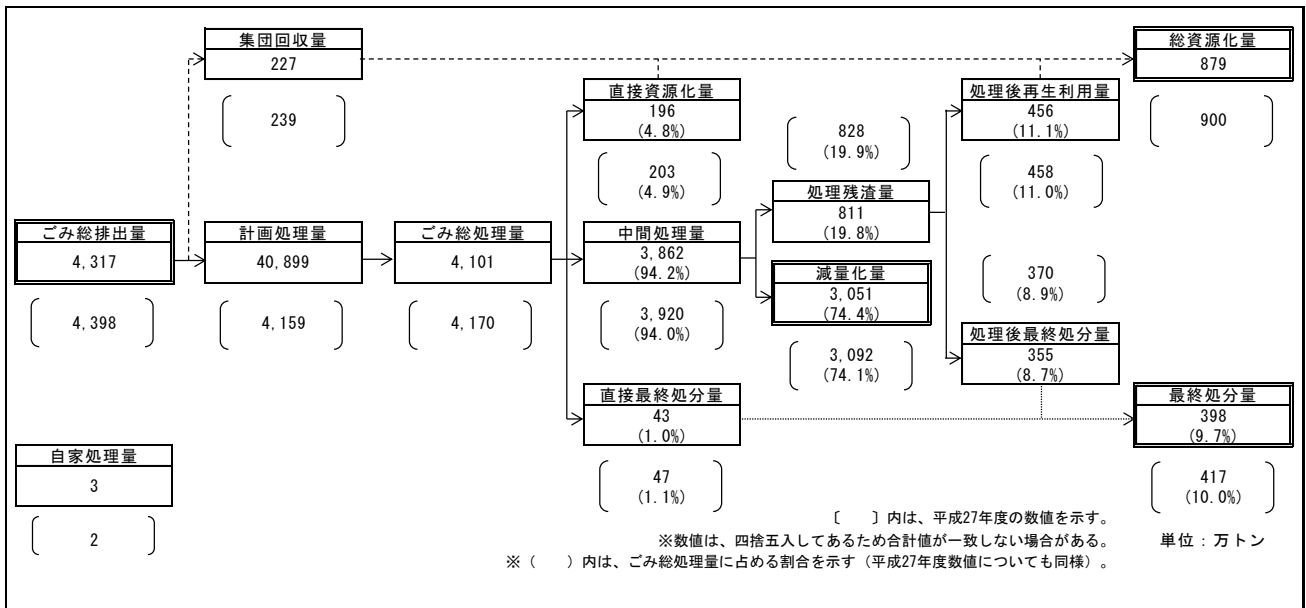 集団回収量
227
239
総資源化量
879
900
直接資源化量
196
(4.8%)
203
(4.9%)
828
(19.9%)
処理後再生利用量
456
(11.1%)
458
(11.0%)
処理残渣量
811
(19.8%)
ごみ総排出量
4,317
4,398
計画処理量
40,899
4,159
ごみ総処理量
4,101
4,170
中間処理量
3,862
(94.2%)
3,920
(94.0%)
減量化量
3,051
(74.4%)
3,092
(74.1%)
370
(8.9%)
処理後最終処分量
355
(8.7%)
直接最終処分量
43
(1.0%)
47
(1.1%)
最終処分量
398
(9.7%)
417
(10.0%)
自家処理量
3
2
〔　　〕内は、平成27年度の数値を示す。
※数値は、四捨五入してあるため合計値が一致しない場合がある。
単位：万トン
※（　　）内は、ごみ総処理量に占める割合を示す（平成27年度数値についても同様）。